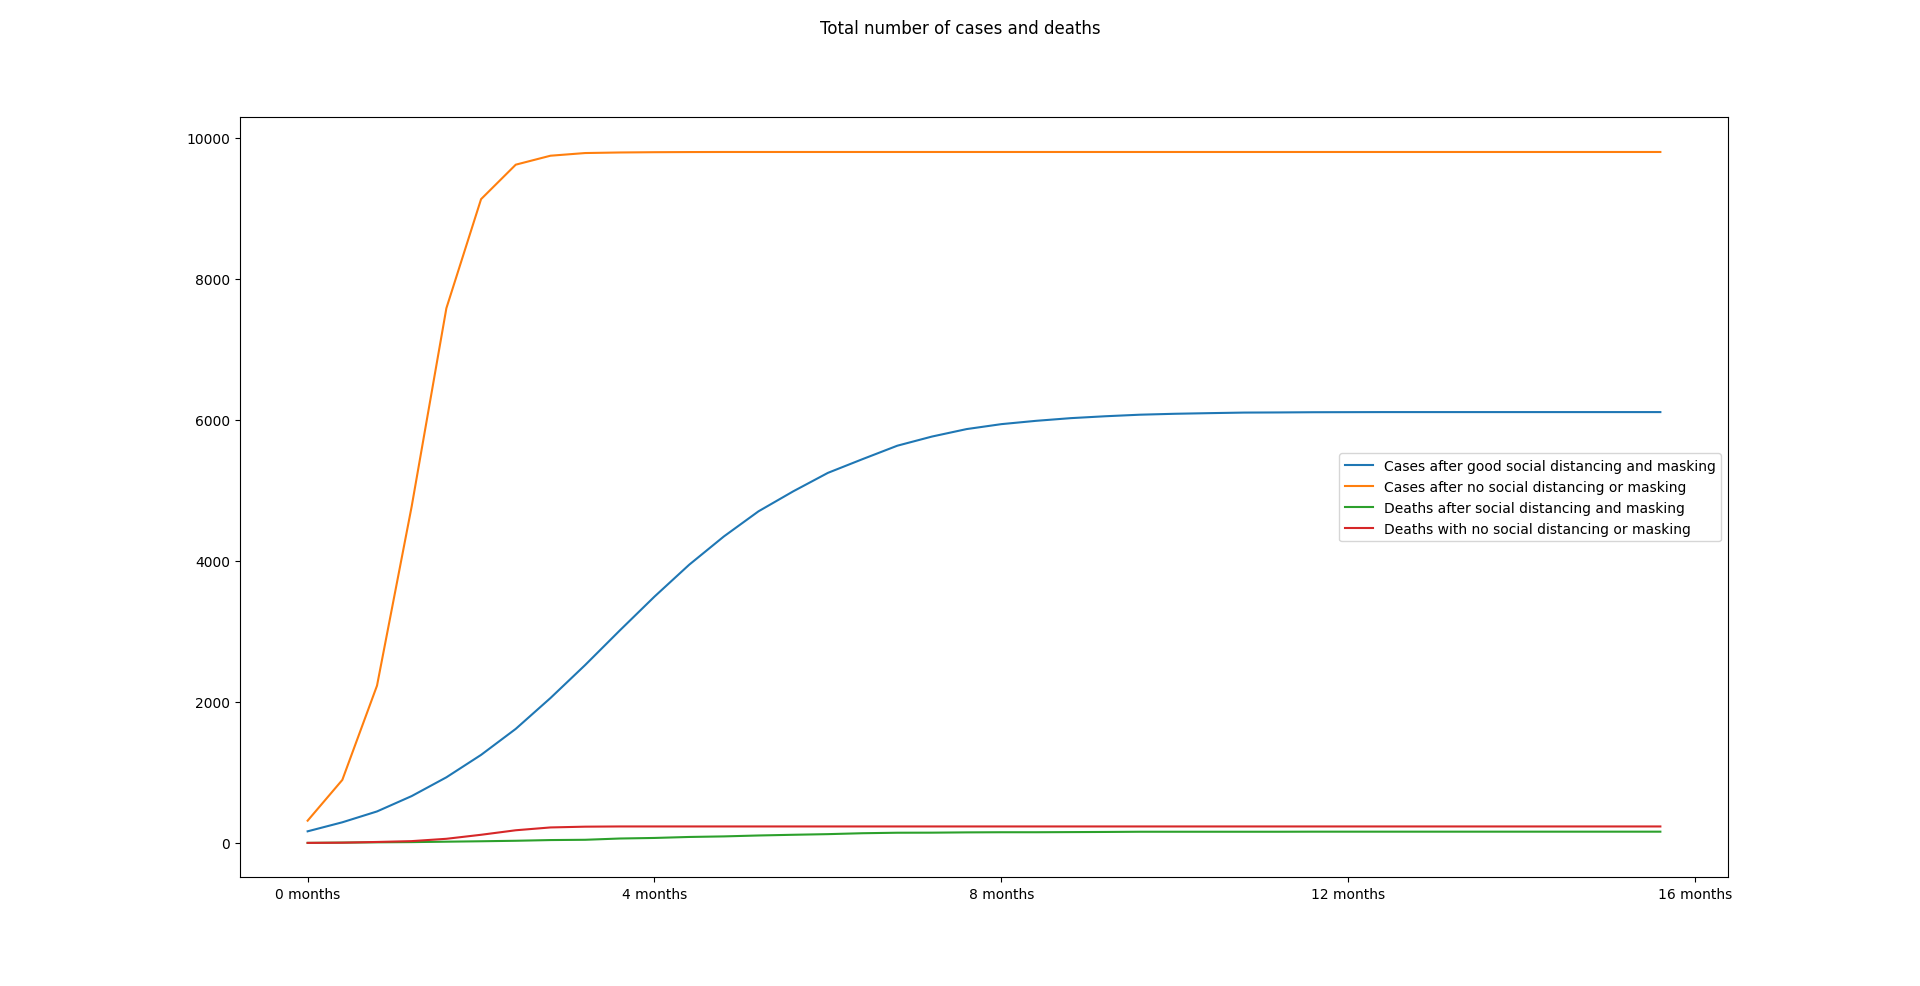 Total number of cases and deaths
10000
8000
6000
4000
2000
0
Cases after good social distancing and masking
Cases after no social distancing or masking
Deaths after social distancing and masking
Deaths with no social distancing or masking
0 months 4 months 8 months 12 months 16 months